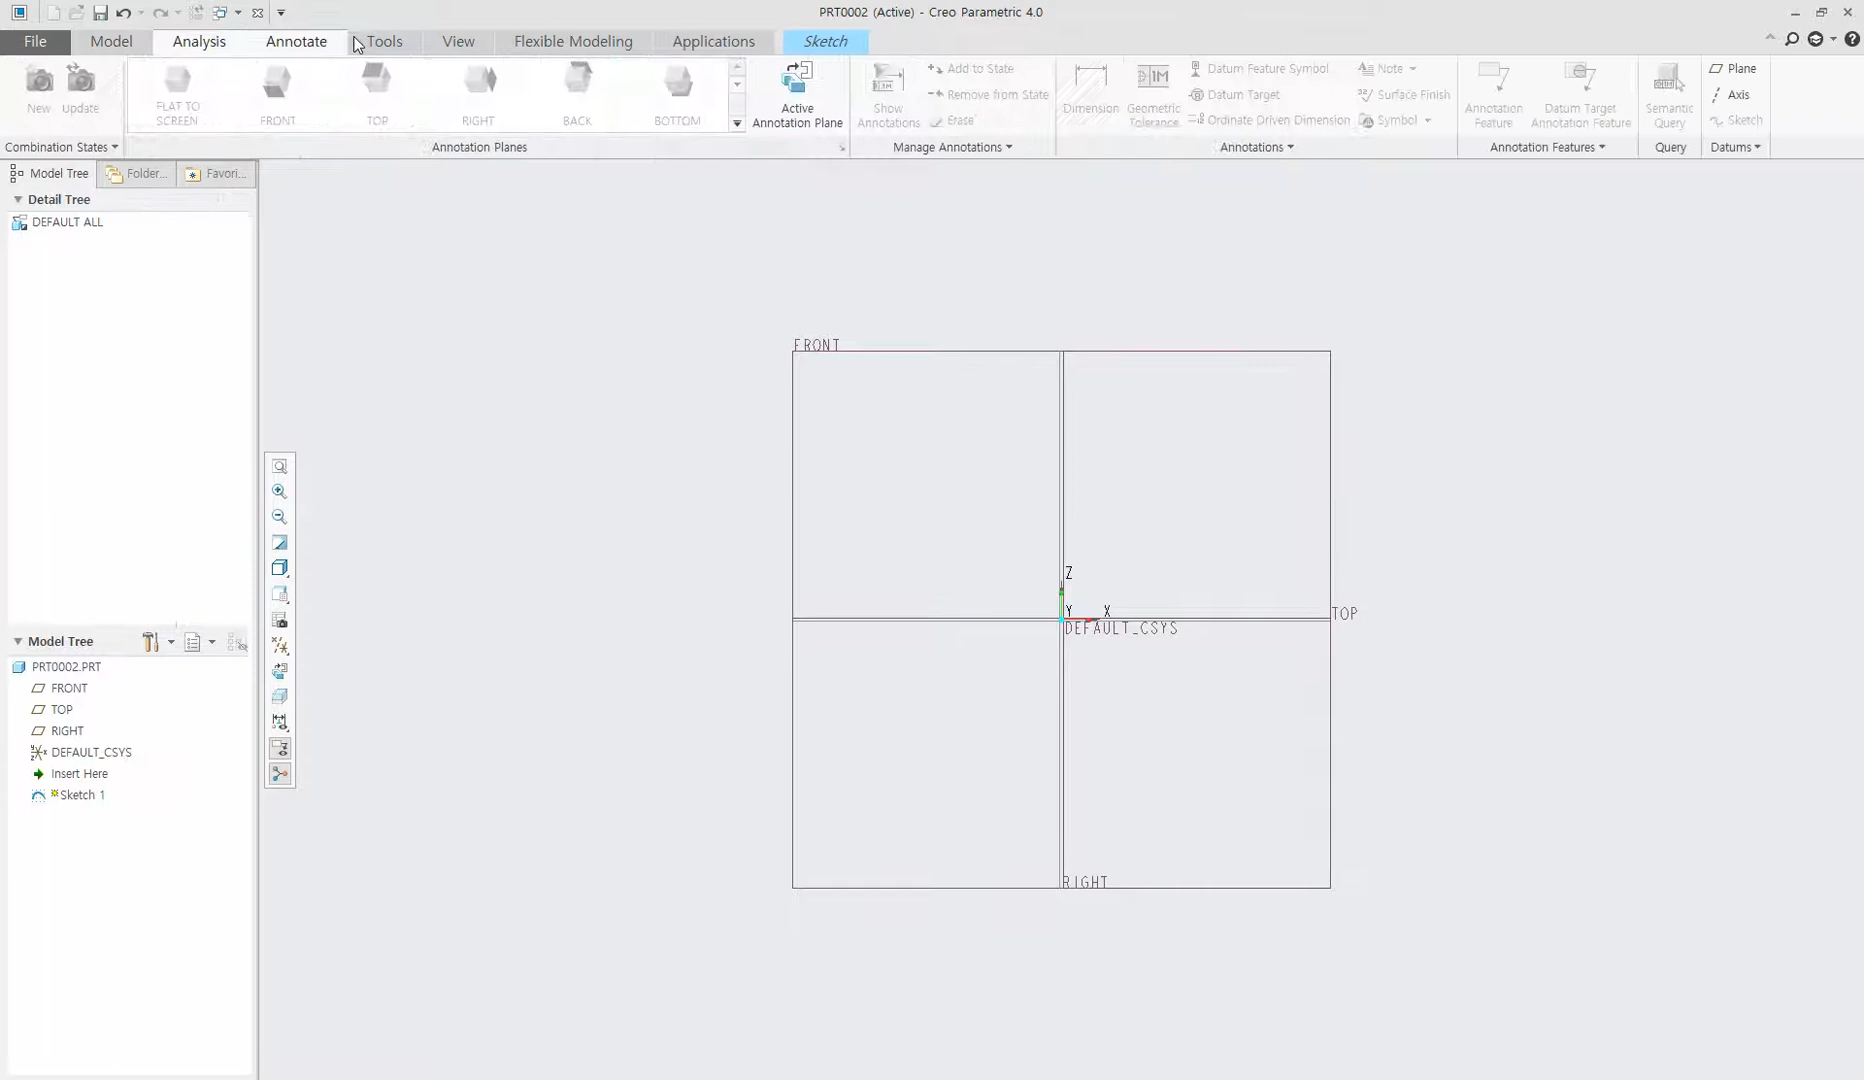 PRT0002 (Active) - Creo Parametric 4.0
File Model Analysis Annotate Tools View Flexible Modeling Applications Sketch
New Update
FLAT TO SCREEN FRONT TOP RIGHT BACK BOTTOM
Active Annotation Plane
Show Annotations
Add to State
Remove from State
Erase
Dimension
Geometric Tolerance
Datum Feature Symbol
Datum Target
Ordinate Driven Dimension
Note
Surface Finish
Symbol
Annotation Feature
Datum Target Annotation Feature
Semantic Query
Plane
Axis
Sketch
Combination States Annotation Planes Manage Annotations Annotations Annotation Features Query Datums
Model Tree Folder... Favori...
Detail Tree
DEFAULT ALL
FRONT
Z
Y X
TOP
DEFAULT_CSYS
RIGHT
Model Tree
PRT0002.PRT
FRONT
TOP
RIGHT
DEFAULT_CSYS
Insert Here
Sketch 1